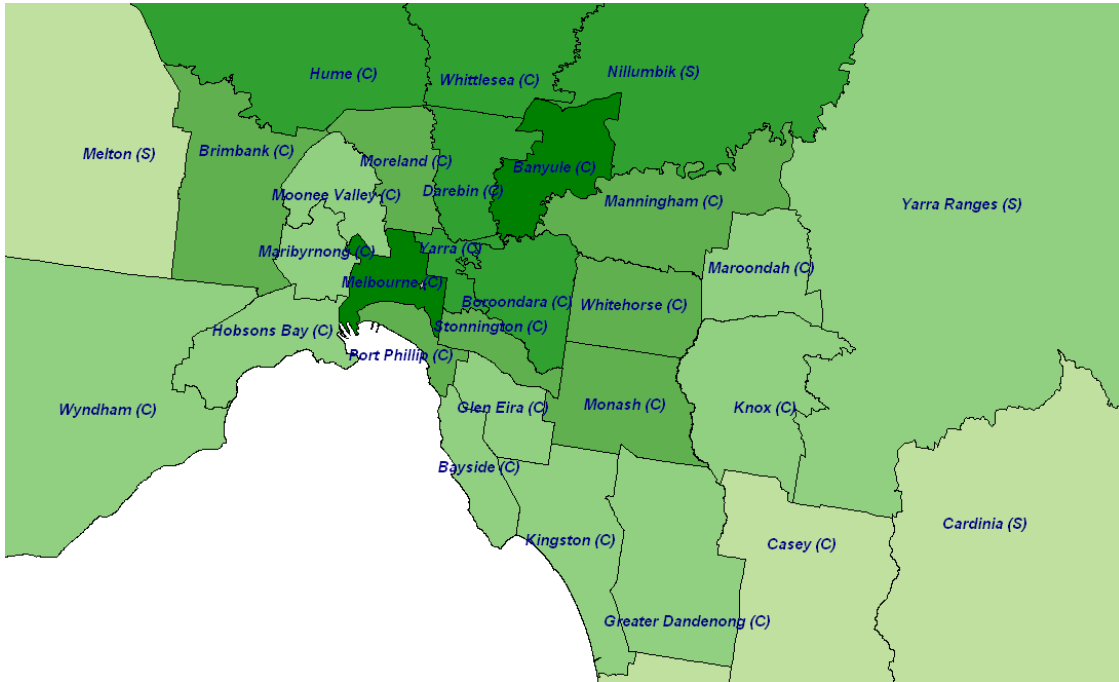 Hume (C)
Whittlesea (C)
Nillumbik (S)
Melton (S)
Brimbank (C)
Moreland (C)
Banyule (C)
Moonee Valley (C)
Darebin (C)
Manningham (C)
Yarra Ranges (S)
Maribyrnong (C)
Yarra (C)
Maroondah (C)
Melbourne (C)
Boroondara (C)
Whitehorse (C)
Hobsons Bay (C)
Stonnington (C)
Port Phillip (C)
Wyndham (C)
Glen Eira (C)
Monash (C)
Knox (C)
Bayside (C)
Kingston (C)
Casey (C)
Cardinia (S)
Greater Dandenong (C)